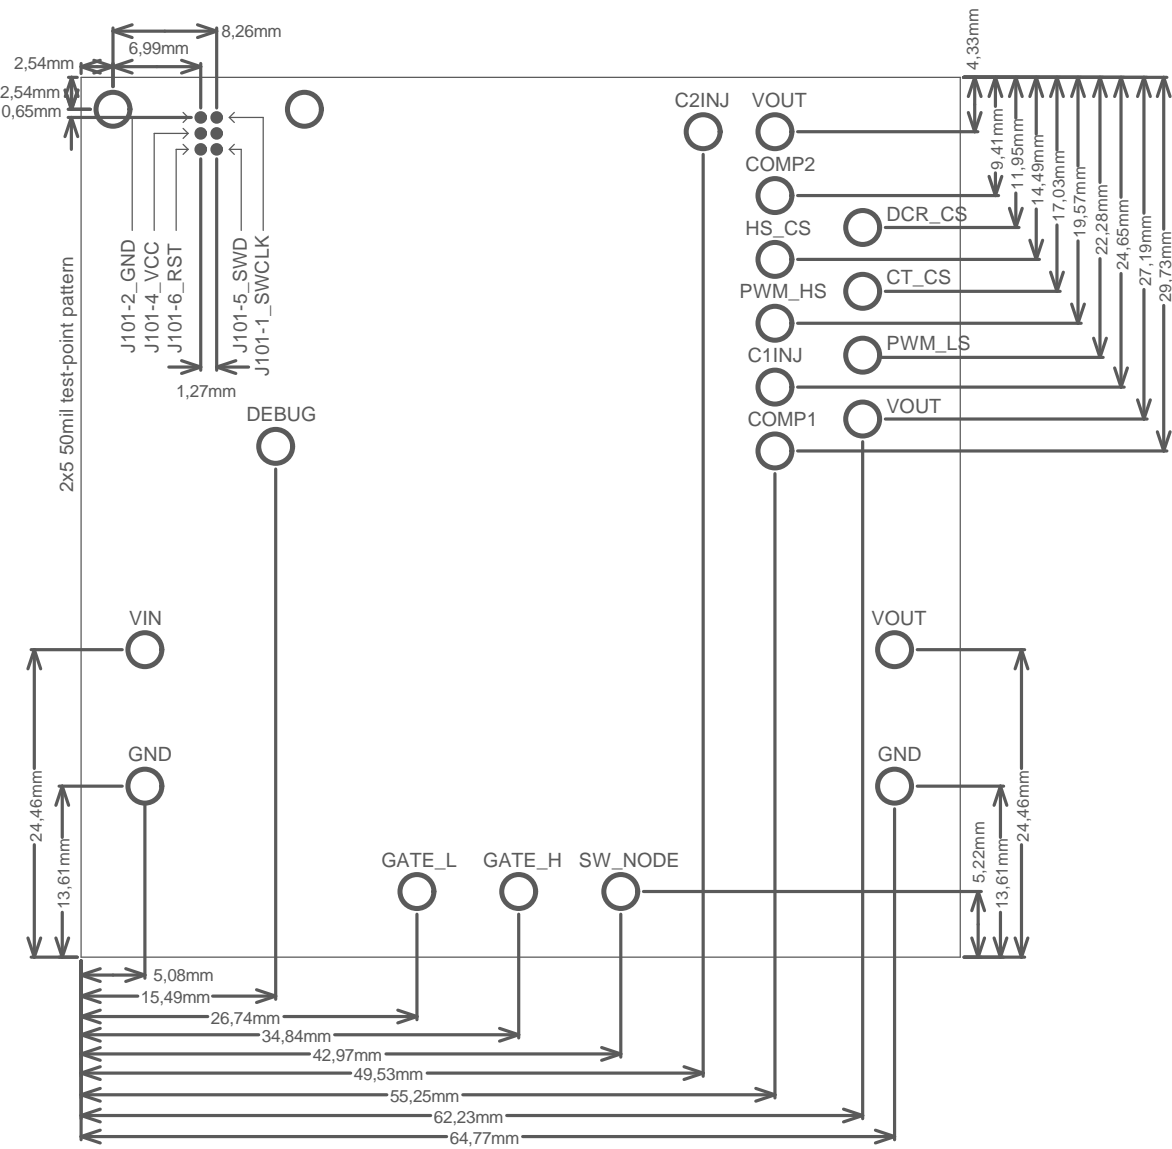 8,26mm
6,99mm
2,54mm
2,54mm
0,65mm
4,33mm
C2INJ
VOUT
9,41mm
11,95mm
14,49mm
17,03mm
19,57mm
22,28mm
24,65mm
27,19mm
29,73mm
COMP2
DCR_CS
HS_CS
CT_CS
PWM_HS
PWM_LS
C1INJ
VOUT
COMP1
2x5 50mil test-point pattern
J101-2_GND
J101-4_VCC
J101-6_RST
J101-5_SWD
J101-1_SWCLK
1,27mm
DEBUG
VIN
VOUT
GND
GND
24,46mm
13,61mm
GATE_L
GATE_H
SW_NODE
5,22mm
13,61mm
24,46mm
5,08mm
15,49mm
26,74mm
34,84mm
42,97mm
49,53mm
55,25mm
62,23mm
64,77mm